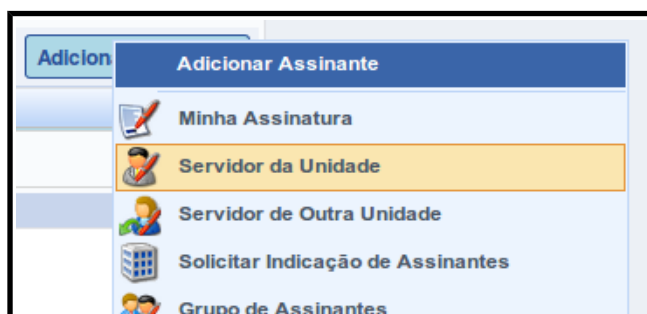 Adicion
Adicionar Assinante
Minha Assinatura
Servidor da Unidade
Servidor de Outra Unidade
Solicitar Indicação de Assinantes
Grupo de Assinantes